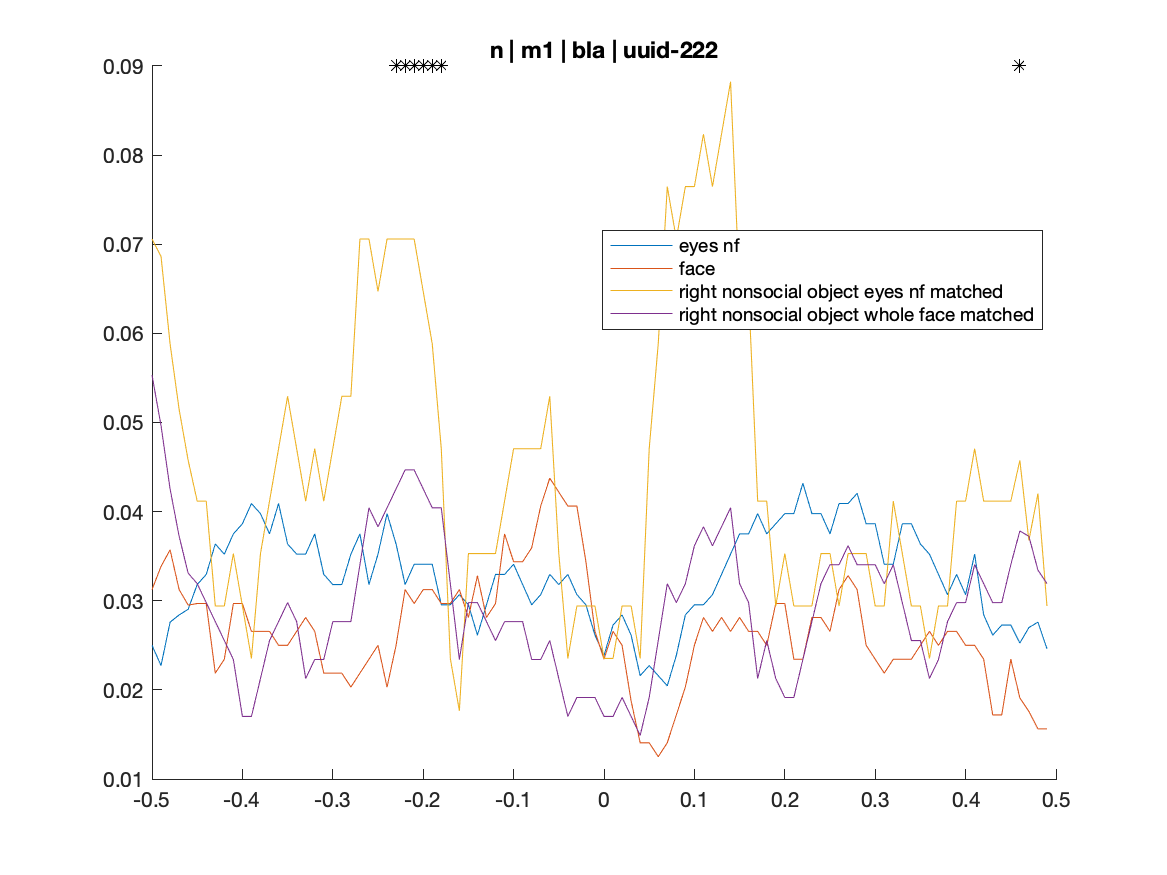 n | m1 | bla | uuid-222
0.09
0.08
0.07
0.06
0.05
0.04
0.03
0.02
0.01
eyes nf
face
right nonsocial object eyes nf matched
right nonsocial object whole face matched
-0.5 -0.4 -0.3 -0.2 -0.1 0 0.1 0.2 0.3 0.4 0.5